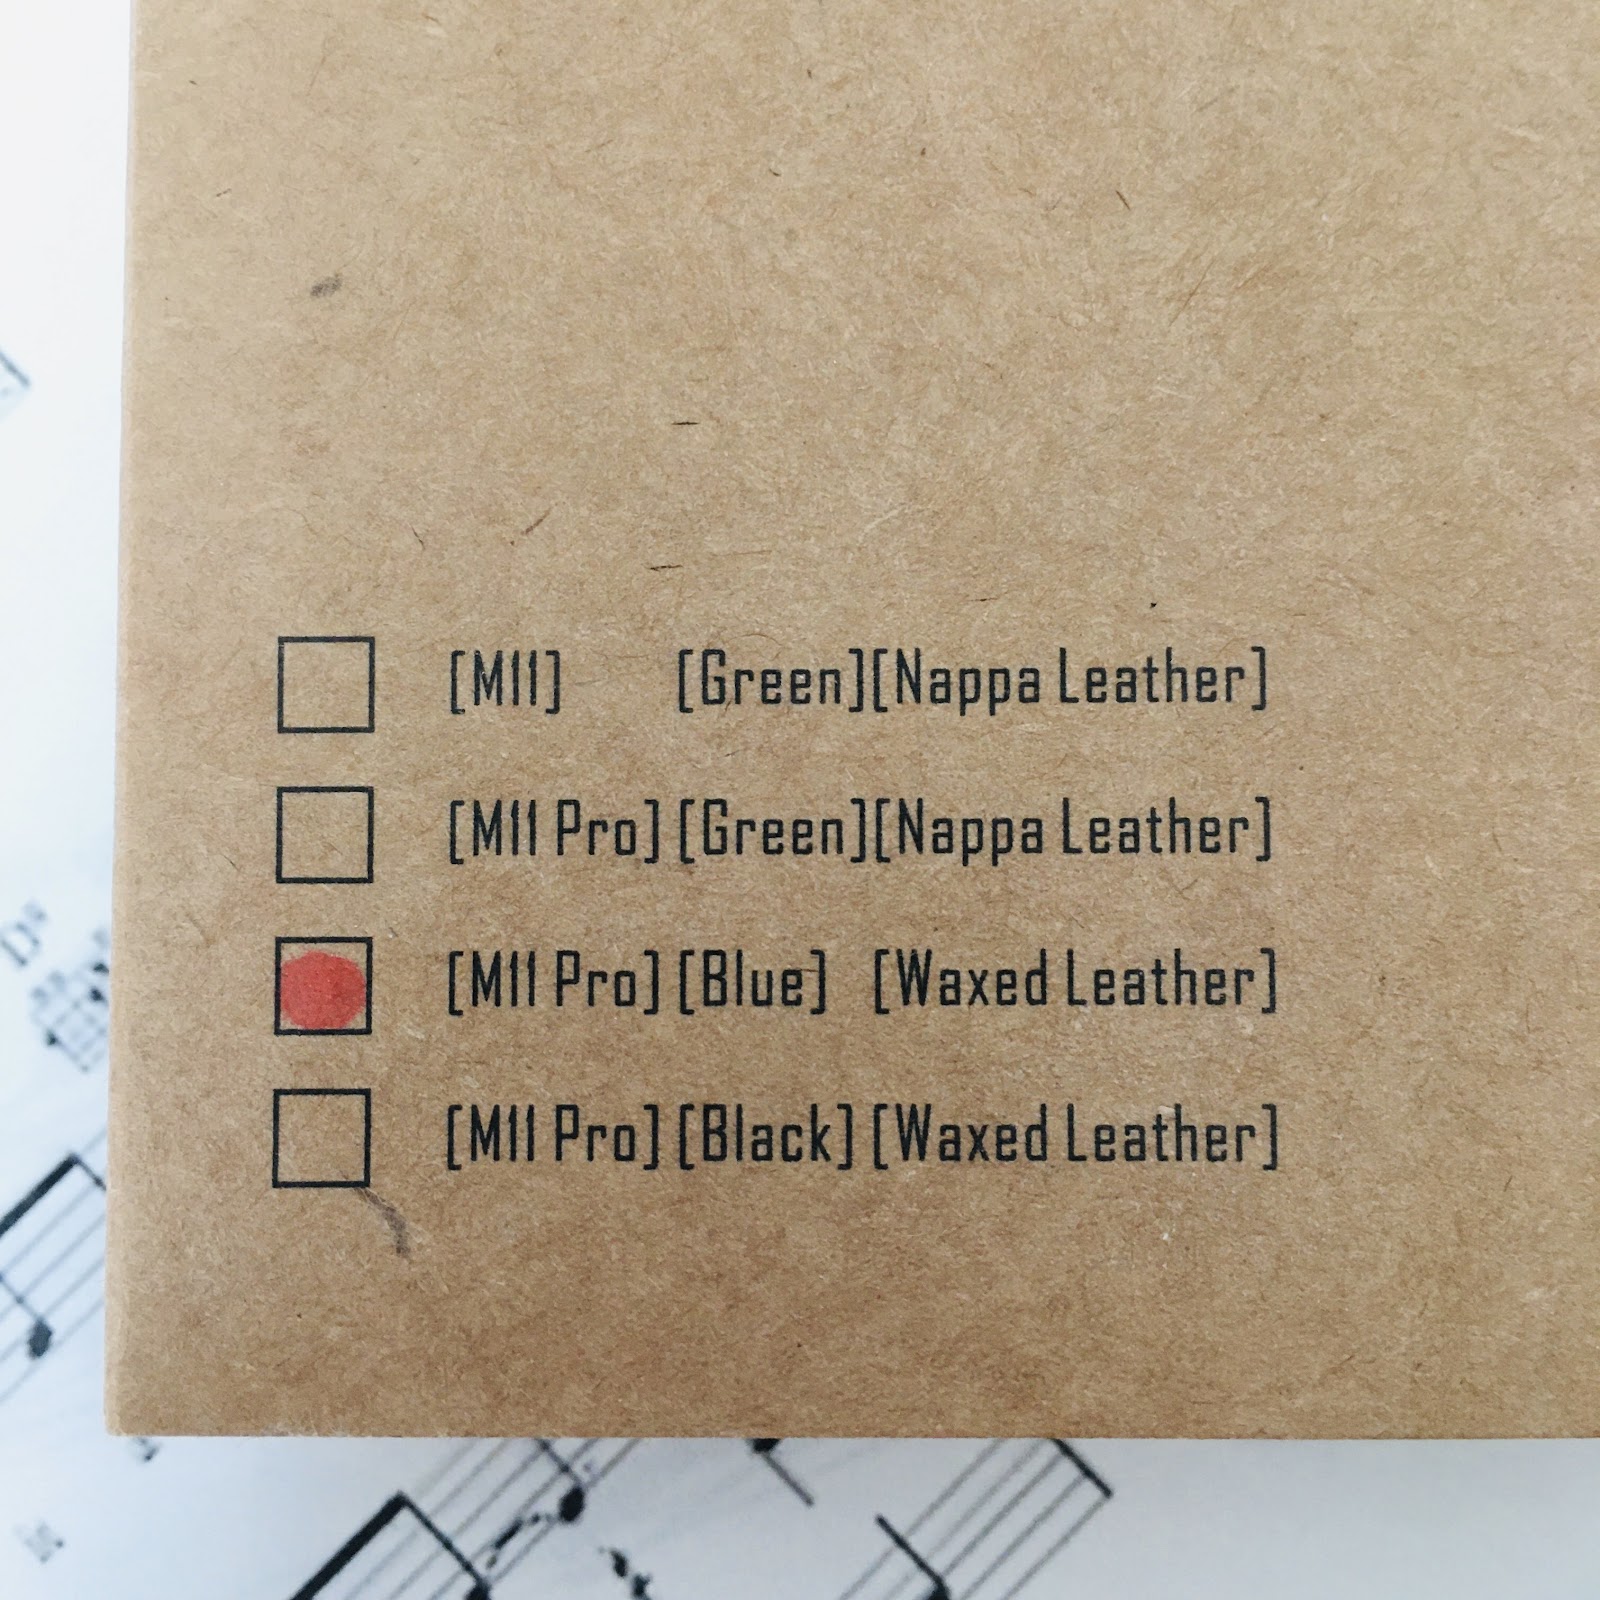 [M11] [Green][Nappa Leather]
[M11 Pro] [Green][Nappa Leather]
[M11 Pro] [Blue] [Waxed Leather]
[M11 Pro] [Black] [Waxed Leather]